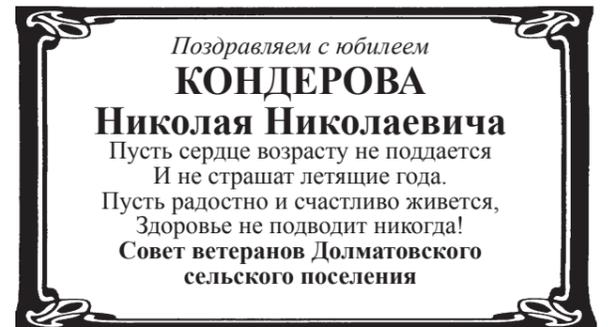 Поздравляем с юбилеем
КОНДЕРОВА
Николая Николаевича
Пусть сердце возрасту не поддается
И не страшат летящие года.
Пусть радостно и счастливо живется,
Здоровье не подводит никогда!
Совет ветеранов Долматовского
сельского поселения